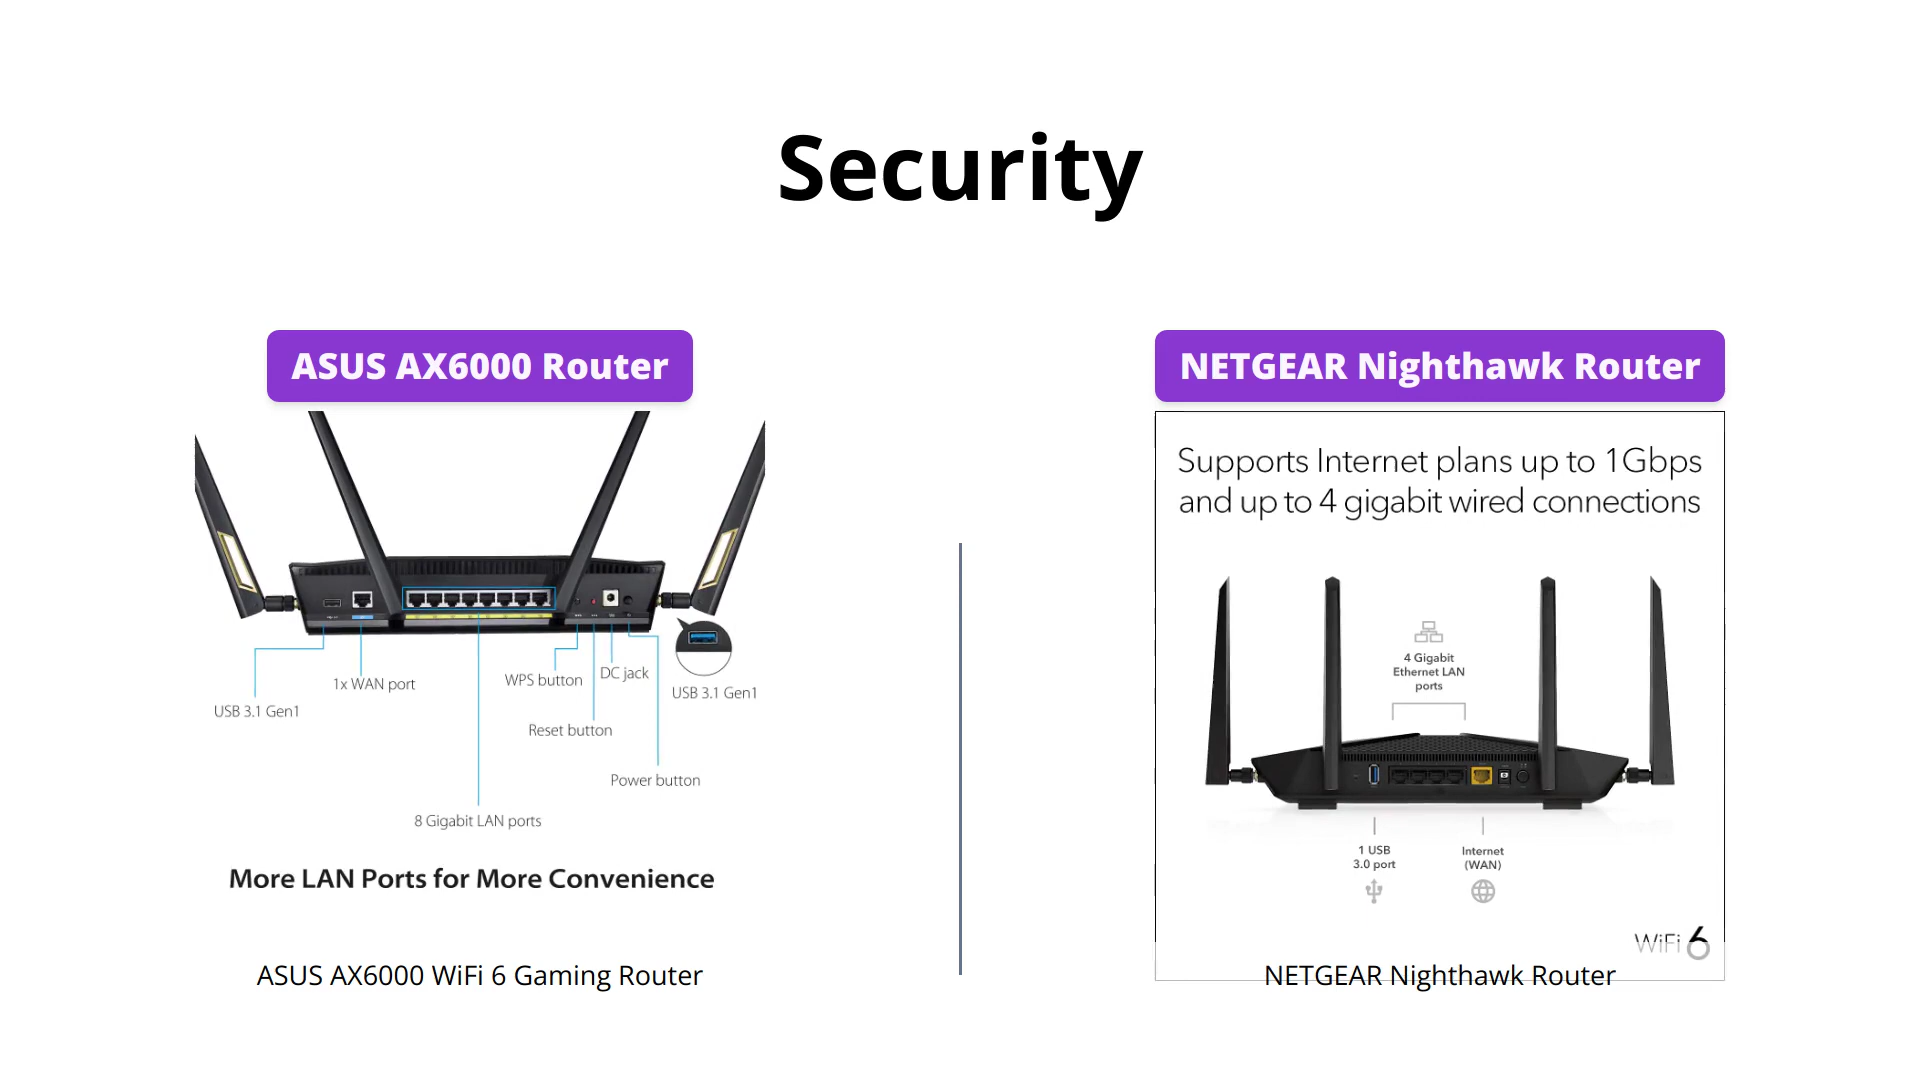 Security
ASUS AX6000 Router
USB 3.1 Gen1
1x WAN port
WPS button
DC jack
USB 3.1 Gen1
Reset button
Power button
8 Gigabit LAN ports
More LAN Ports for More Convenience
ASUS AX6000 WiFi 6 Gaming Router
NETGEAR Nighthawk Router
Supports Internet plans up to 1Gbps
and up to 4 gigabit wired connections
4 Gigabit
Ethernet LAN
ports
1 USB
3.0 port
Internet
(WAN)
WiFi 6
NETGEAR Nighthawk Router